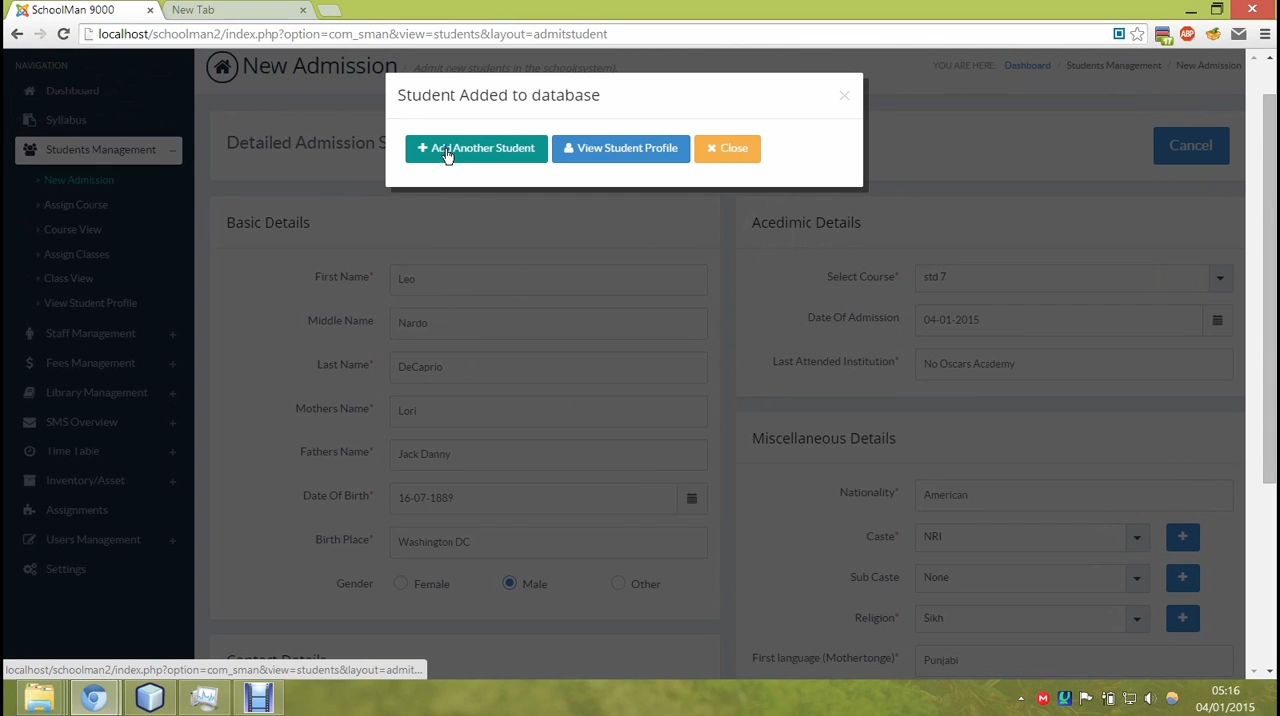 SchoolMan 9000
New Tab
localhost/schoolman2/index.php?option=com_sman&view=students&layout=admitstudent
17
ABP
NAVIGATION
Dashboard
Syllabus
Students Management
New Admission
Assign Course
Course View
Assign Classes
Class View
View Student Profile
Staff Management
Fees Management
Library Management
SMS Overview
Time Table
Inventory/Asset
Assignments
Users Management
Settings
New Admission Admit new students in the school(system).
YOU ARE HERE: Dashboard / Students Management / New Admission
Student Added to database
Add Another Student
View Student Profile
Close
Detailed Admission S
Cancel
Basic Details
First Name* Leo
Middle Name Nardo
Last Name* DeCaprio
Mothers Name* Lori
Fathers Name* Jack Danny
Date Of Birth* 16-07-1889
Birth Place* Washington DC
Gender Female Male Other
Contact Details
Acedimic Details
Select Course* std 7
Date Of Admission 04-01-2015
Last Attended Institution* No Oscars Academy
Miscellaneous Details
Nationality* American
Caste* NRI
Sub Caste None
Religion* Sikh
First language (Mothertonge)* Punjabi
localhost/schoolman2/index.php?option=com_sman&view=students&layout=admit...
05:16
04/01/2015